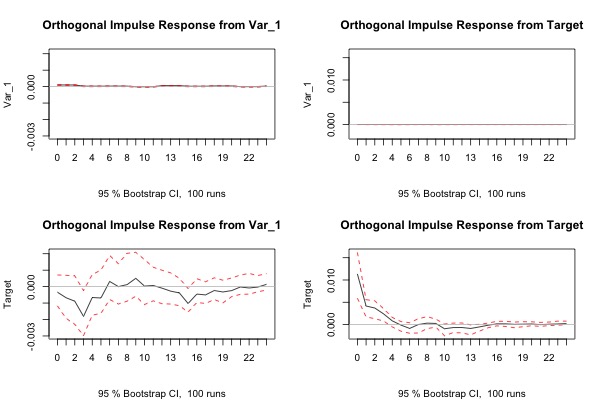 Orthogonal Impulse Response from Var_1
Var_1
0.000
-0.003
0 2 4 6 8 10 13 16 19 22
95 % Bootstrap CI, 100 runs
Orthogonal Impulse Response from Target
Var_1
0.010
0.000
0 2 4 6 8 10 13 16 19 22
95 % Bootstrap CI, 100 runs
Orthogonal Impulse Response from Var_1
Target
0.000
-0.003
0 2 4 6 8 10 13 16 19 22
95 % Bootstrap CI, 100 runs
Orthogonal Impulse Response from Target
Target
0.010
0.000
0 2 4 6 8 10 13 16 19 22
95 % Bootstrap CI, 100 runs